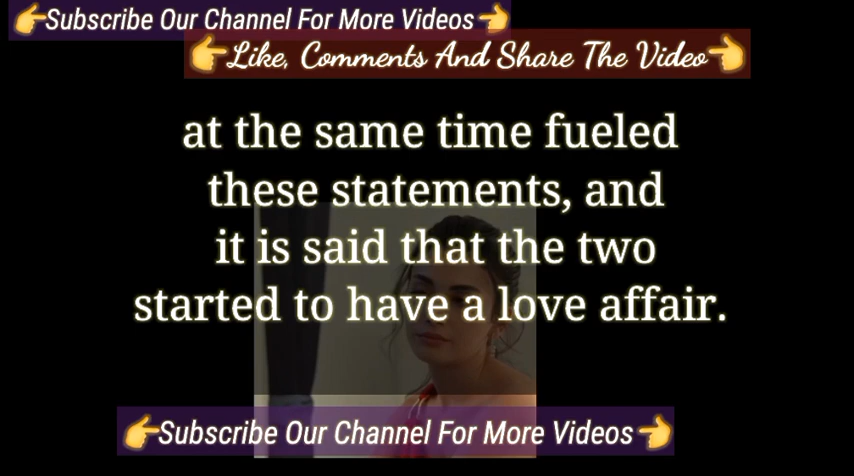 👉Subscribe Our Channel For More Videos👈
👉Like, Comments And Share The Video👈
at the same time fueled
these statements, and
it is said that the two
started to have a love affair.
👉Subscribe Our Channel For More Videos👈